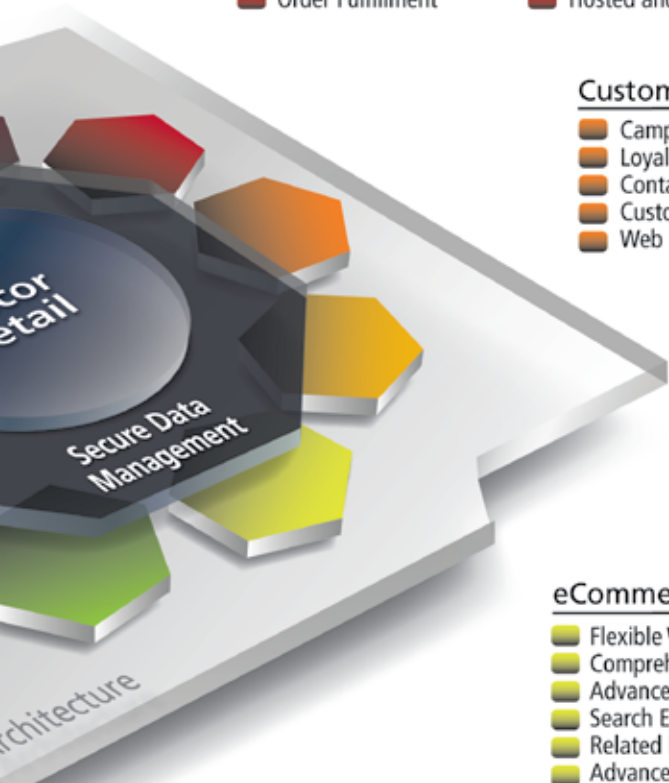 Order Fulfillment
Hosted and
Custom
Camp
Loyal
Conta
Custo
Web
ctor
etail
Secure Data
Management
eComme
Flexible W
Compreh
Advance
Search E
Related
Advance
rchitecture